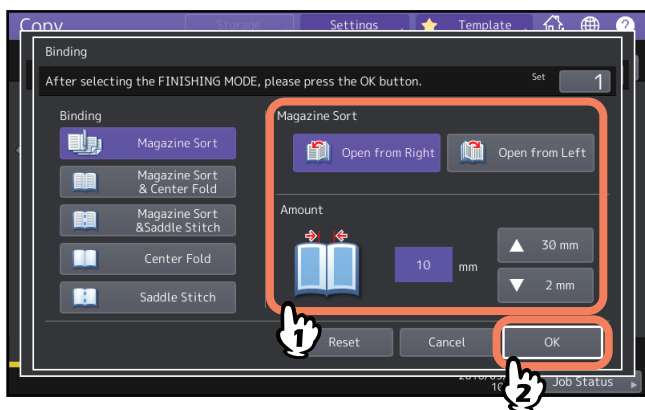 Copy
Storage
Settings
Template
Binding
After selecting the FINISHING MODE, please press the OK button.
Set
1
Binding
Magazine Sort
Magazine Sort
& Center Fold
Magazine Sort
&Saddle Stitch
Center Fold
Saddle Stitch
Magazine Sort
Open from Right
Open from Left
Amount
10 mm
30 mm
2 mm
1
Reset
Cancel
OK
2
Job Status